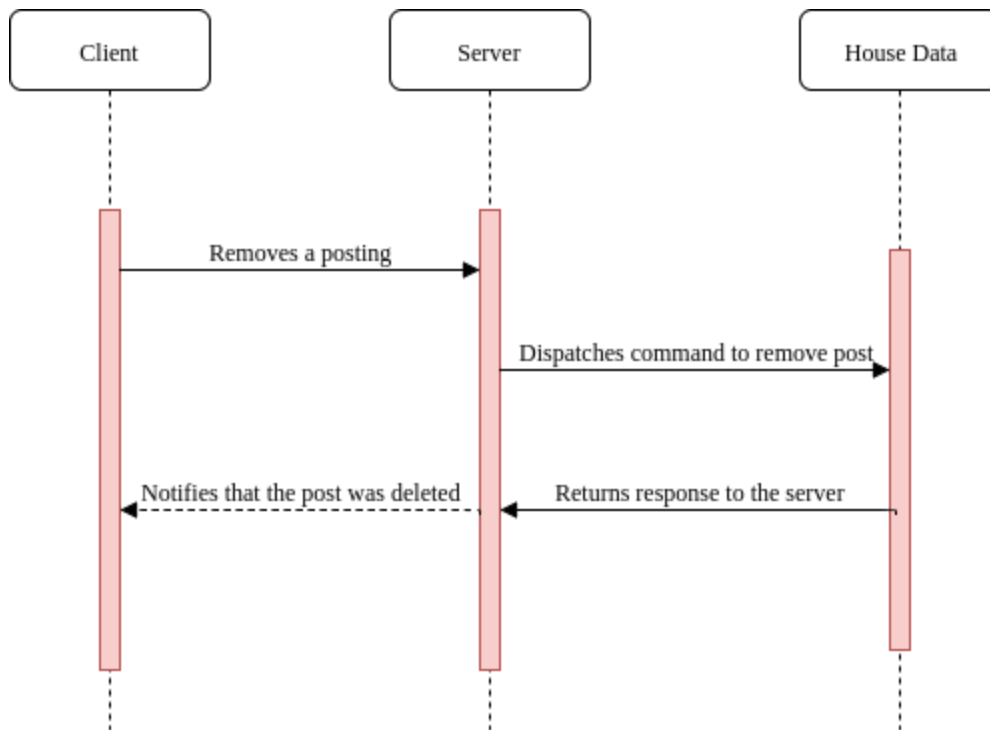 Client
Server
House Data
Removes a posting
Dispatches command to remove post
Notifies that the post was deleted
Returns response to the server